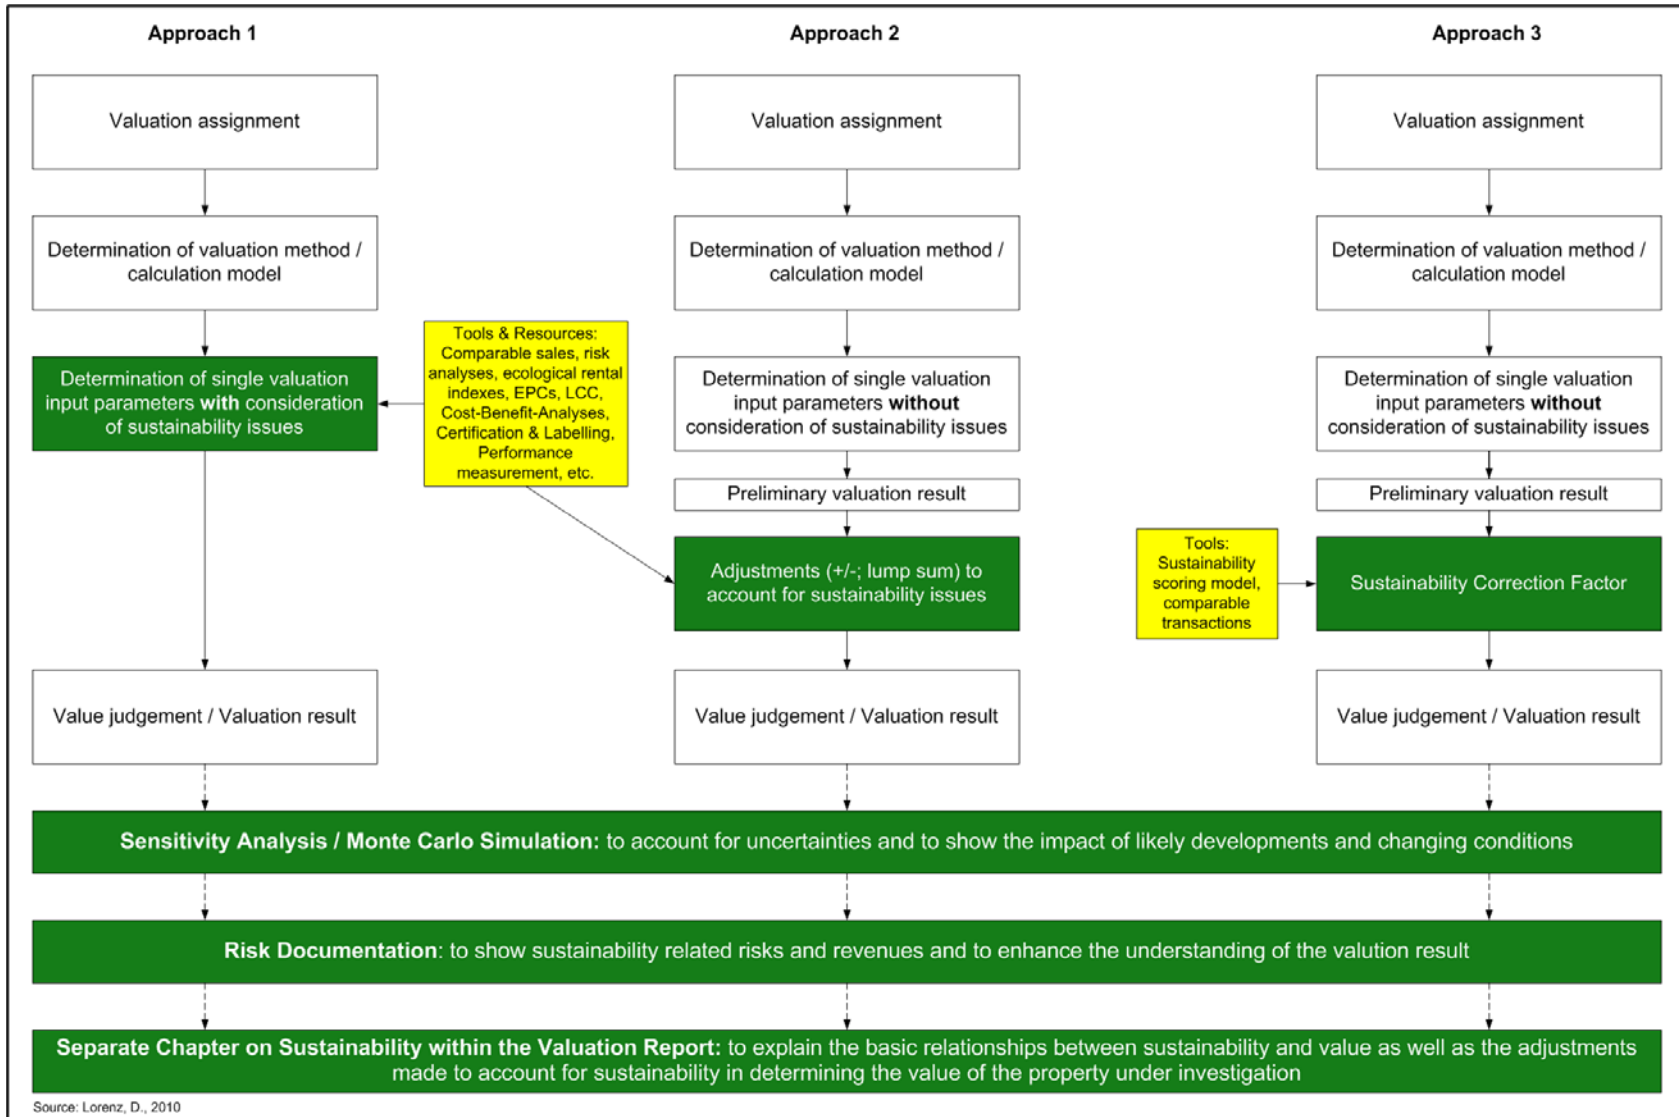 Approach 1
Approach 2
Approach 3
Valuation assignment
Valuation assignment
Valuation assignment
Determination of valuation method /
calculation model
Determination of valuation method /
calculation model
Determination of valuation method /
calculation model
Determination of single valuation
input parameters with consideration
of sustainability issues
Tools & Resources:
Comparable sales, risk
analyses, ecological rental
indexes, EPCs, LCC,
Cost-Benefit-Analyses,
Certification & Labelling,
Performance
measurement, etc.
Determination of single valuation
input parameters without
consideration of sustainability issues
Determination of single valuation
input parameters without
consideration of sustainability issues
Preliminary valuation result
Preliminary valuation result
Adjustments (+/-; lump sum) to
account for sustainability issues
Tools:
Sustainability
scoring model,
comparable
transactions
Sustainability Correction Factor
Value judgement / Valuation result
Value judgement / Valuation result
Value judgement / Valuation result
Sensitivity Analysis / Monte Carlo Simulation: to account for uncertainties and to show the impact of likely developments and changing conditions
Risk Documentation: to show sustainability related risks and revenues and to enhance the understanding of the valution result
Separate Chapter on Sustainability within the Valuation Report: to explain the basic relationships between sustainability and value as well as the adjustments
made to account for sustainability in determining the value of the property under investigation
Source: Lorenz, D., 2010